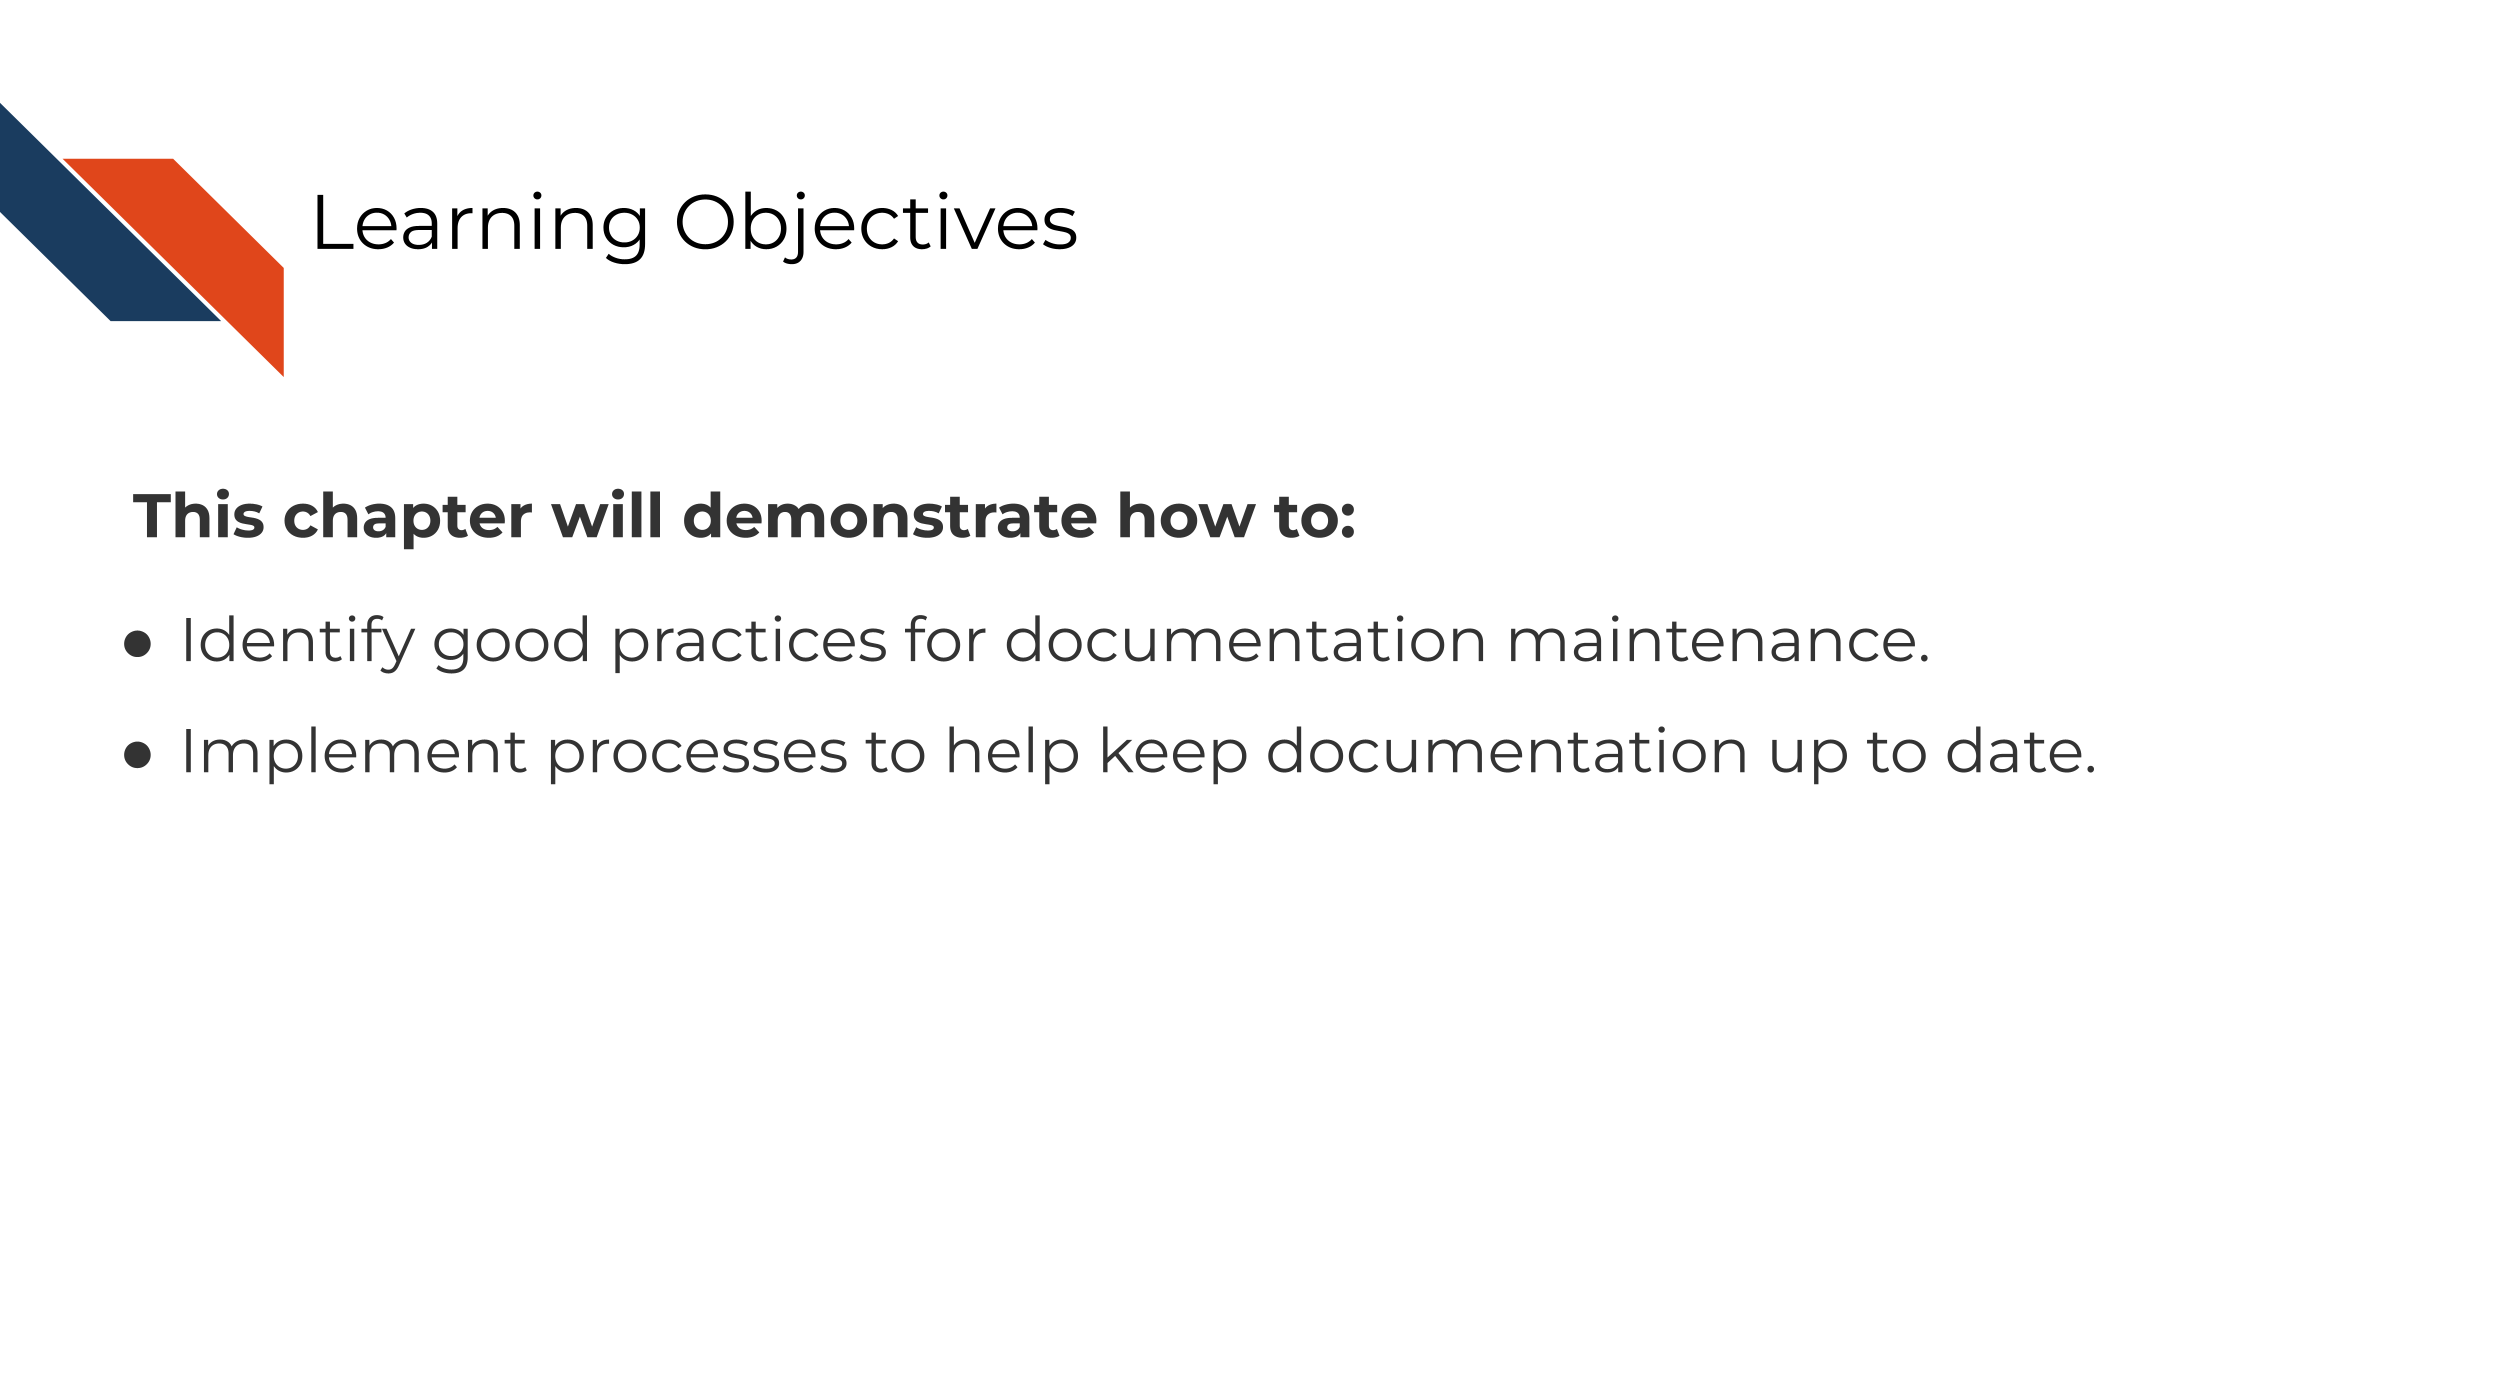 Learning Objectives
This chapter will demonstrate how to:
● Identify good practices for documentation maintenance.
● Implement processes to help keep documentation up to date.